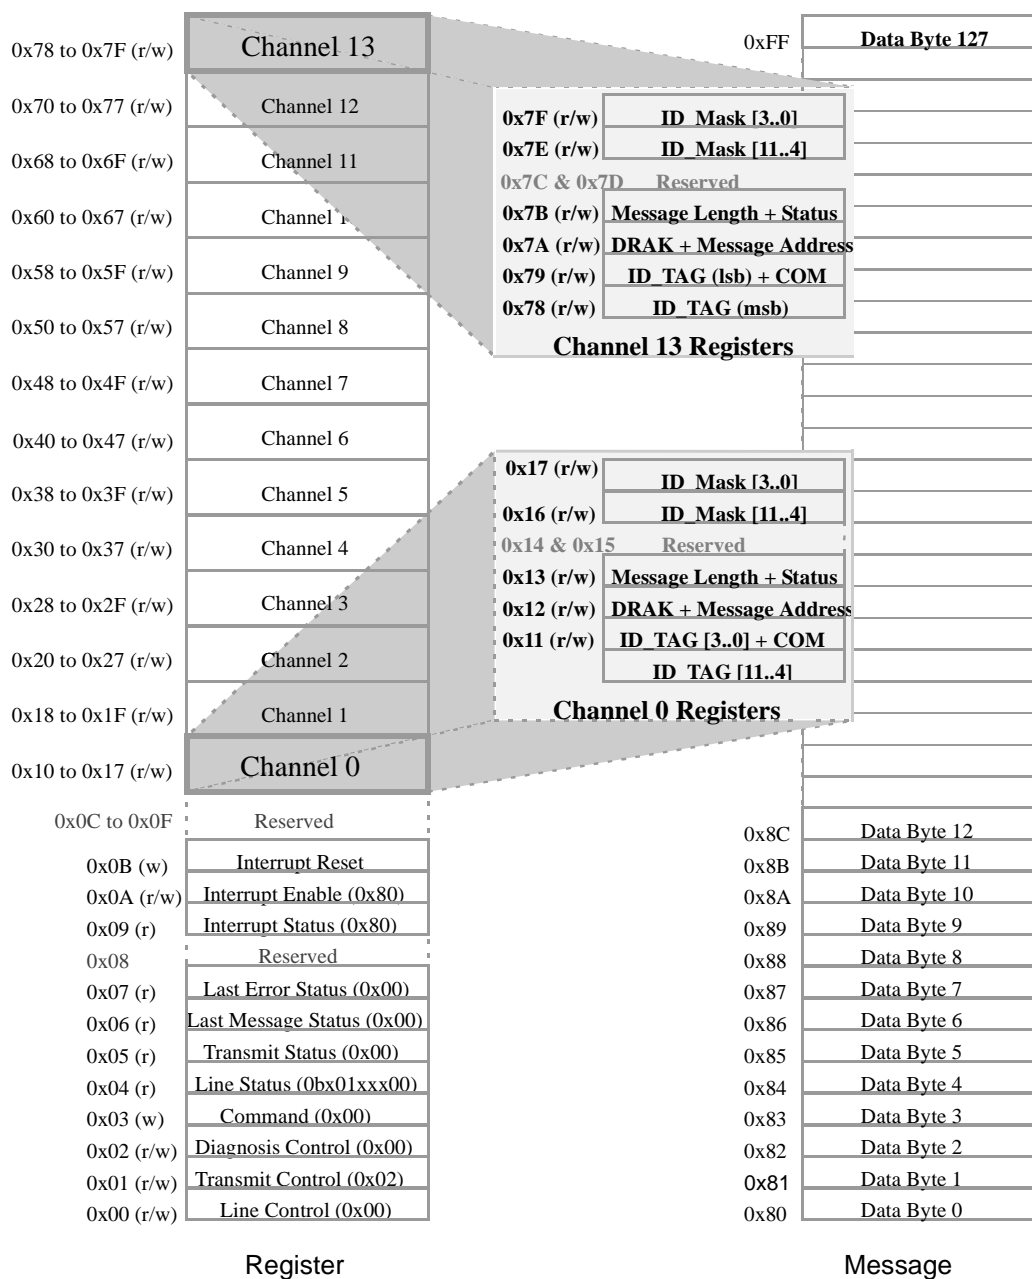 0x78 to 0x7F (r/w) Channel 13
0x70 to 0x77 (r/w) Channel 12
0x68 to 0x6F (r/w) Channel 11
0x60 to 0x67 (r/w) Channel 1
0x58 to 0x5F (r/w) Channel 9
0x50 to 0x57 (r/w) Channel 8
0x48 to 0x4F (r/w) Channel 7
0x40 to 0x47 (r/w) Channel 6
0x38 to 0x3F (r/w) Channel 5
0x30 to 0x37 (r/w) Channel 4
0x28 to 0x2F (r/w) Channel 3
0x20 to 0x27 (r/w) Channel 2
0x18 to 0x1F (r/w) Channel 1
0x10 to 0x17 (r/w) Channel 0
0x0C to 0x0F Reserved
0x0B (w) Interrupt Reset
0x0A (r/w) Interrupt Enable (0x80)
0x09 (r) Interrupt Status (0x80)
0x08 Reserved
0x07 (r) Last Error Status (0x00)
0x06 (r) Last Message Status (0x00)
0x05 (r) Transmit Status (0x00)
0x04 (r) Line Status (0bx01xxx00)
0x03 (w) Command (0x00)
0x02 (r/w) Diagnosis Control (0x00)
0x01 (r/w) Transmit Control (0x02)
0x00 (r/w) Line Control (0x00)
Register
0x7F (r/w) ID_Mask [3..0]
0x7E (r/w) ID_Mask [11..4]
0x7C & 0x7D Reserved
0x7B (r/w) Message Length + Status
0x7A (r/w) DRAK + Message Address
0x79 (r/w) ID_TAG (lsb) + COM
0x78 (r/w) ID_TAG (msb)
Channel 13 Registers
0x17 (r/w) ID_Mask [3..0]
0x16 (r/w) ID_Mask [11..4]
0x14 & 0x15 Reserved
0x13 (r/w) Message Length + Status
0x12 (r/w) DRAK + Message Address
0x11 (r/w) ID_TAG [3..0] + COM
ID_TAG [11..4]
Channel 0 Registers
0xFF Data Byte 127
0x8C Data Byte 12
0x8B Data Byte 11
0x8A Data Byte 10
0x89 Data Byte 9
0x88 Data Byte 8
0x87 Data Byte 7
0x86 Data Byte 6
0x85 Data Byte 5
0x84 Data Byte 4
0x83 Data Byte 3
0x82 Data Byte 2
0x81 Data Byte 1
0x80 Data Byte 0
Message